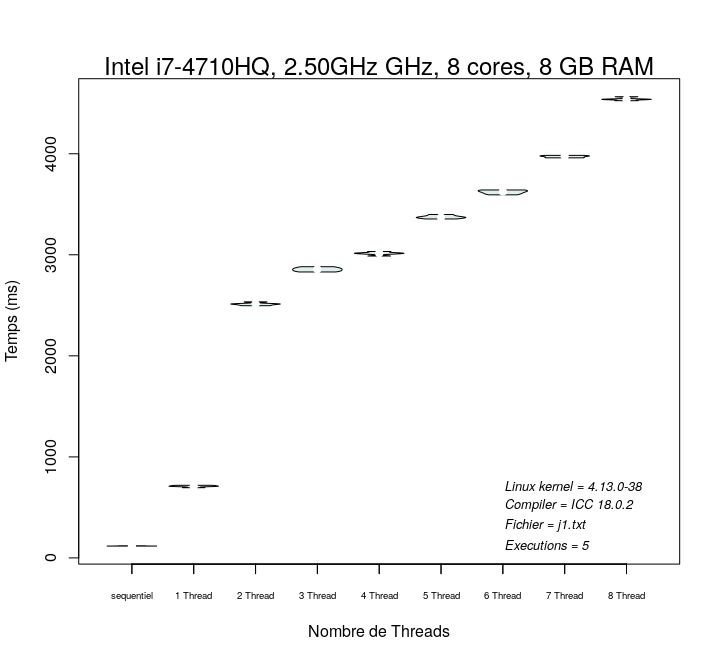 Intel i7-4710HQ, 2.50GHz GHz, 8 cores, 8 GB RAM
4000
3000
2000
1000
0
Temps (ms)
Linux kernel = 4.13.0-38
Compiler = ICC 18.0.2
Fichier = j1.txt
Executions = 5
sequentiel 1 Thread 2 Thread 3 Thread 4 Thread 5 Thread 6 Thread 7 Thread 8 Thread
Nombre de Threads